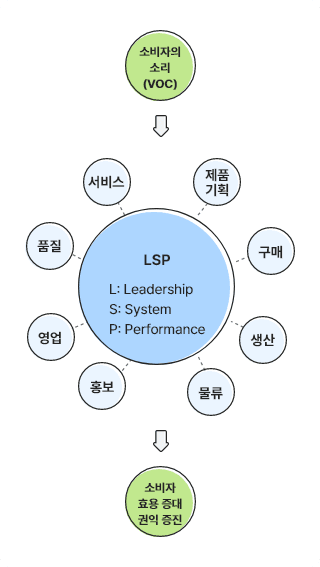 소비자의
소리
(VOC)
서비스
제품
기획
품질
구매
LSP
L: Leadership
S: System
P: Performance
영업
생산
홍보
물류
소비자
효용 증대
권익 증진